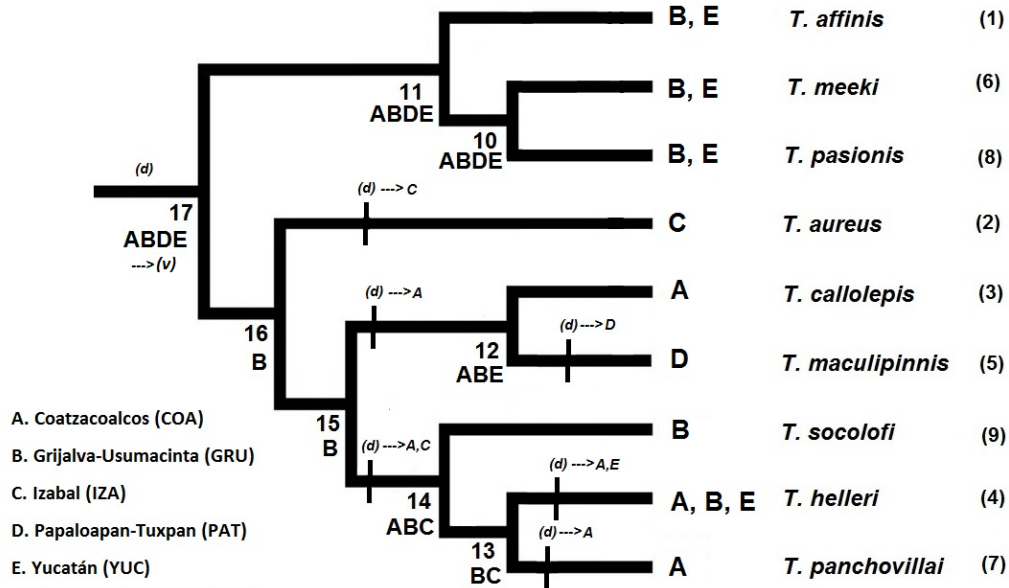 B, E T. affinis (1)
11
ABDE
B, E T. meeki (6)
10
ABDE
B, E T. pasionis (8)
(d)
17
ABDE
--->(v)
(d) ---> C
C T. aureus (2)
16
B
(d) --->A
A T. callolepis (3)
12
ABE
(d)--->D
D T. maculipinnis (5)
15
B
(d) --->A,C
B T. socolofi (9)
14
ABC
(d) --->A,E
A, B, E T. helleri (4)
13
BC
(d) --->A
A T. panchovillai (7)
A. Coatzacoalcos (COA)
B. Grijalva-Usumacinta (GRU)
C. Izabal (IZA)
D. Papaloapan-Tuxpan (PAT)
E. Yucatán (YUC)